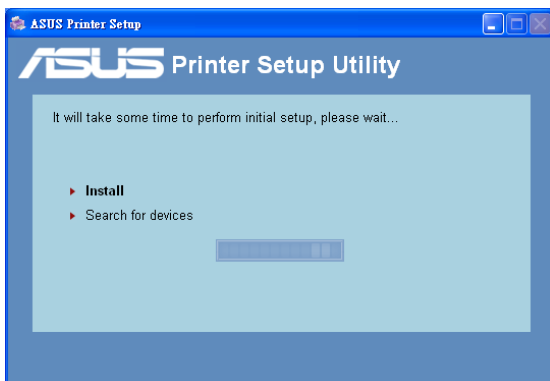 ASUS Printer Setup
ASUS Printer Setup Utility
It will take some time to perform initial setup, please wait...
Install
Search for devices